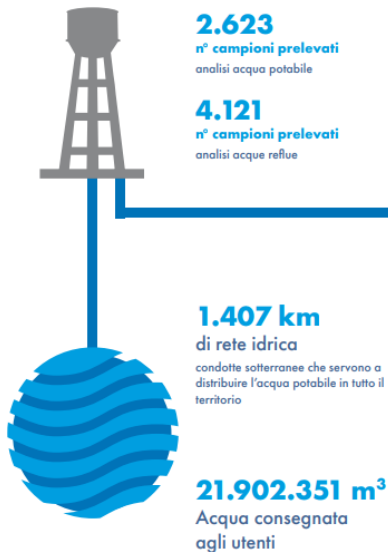 2.623
n° campioni prelevati
analisi acqua potabile
4.121
n° campioni prelevati
analisi acque reflue
1.407 km
di rete idrica
condotte sotterranee che servono a
distribuire l'acqua potabile in tutto il
territorio
21.902.351 m³
Acqua consegnata
agli utenti